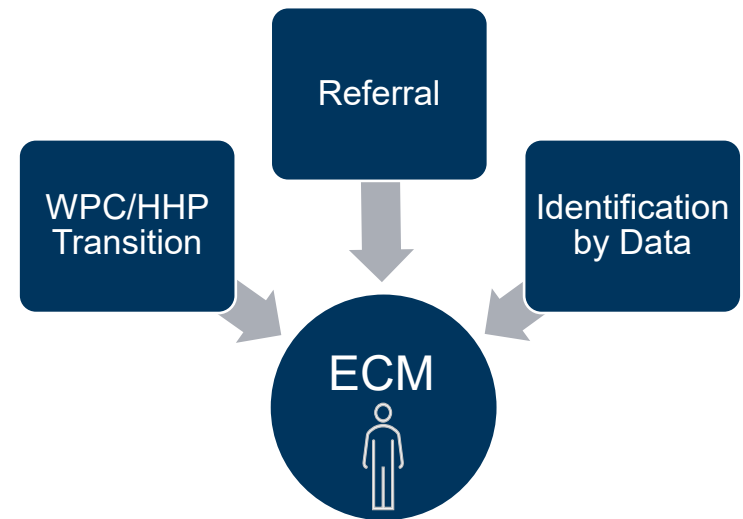 Referral
WPC/HHP
Transition
Identification
by Data
ECM